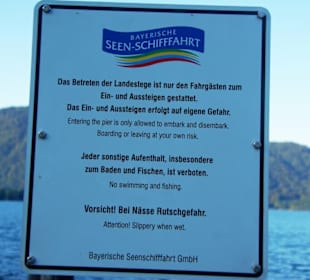 BAYERISCHE
SEEN-SCHIFFFAHRT
Das Betreten der Landestege ist nur den Fahrgästen zum
Ein- und Aussteigen gestattet.
Das Ein- und Aussteigen erfolgt auf eigene Gefahr.
Entering the pier is only allowed to embark and disembark.
Boarding or leaving at your own risk.
Jeder sonstige Aufenthalt, insbesondere
zum Baden und Fischen, ist verboten.
No swimming and fishing.
Vorsicht! Bei Nässe Rutschgefahr.
Attention! Slippery when wet.
Bayerische Seenschifffahrt GmbH